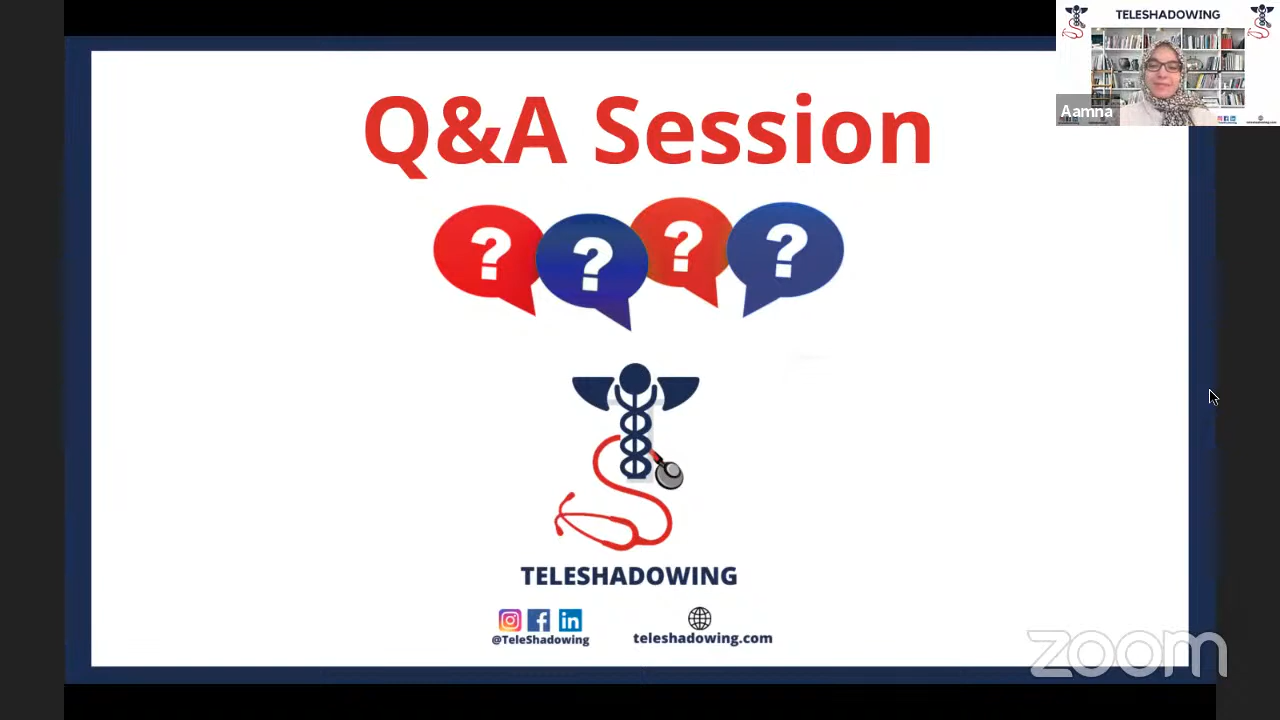 TELESHADOWING
Aamna
Q&A Session
? ? ? ?
TELESHADOWING
@TeleShadowing
teleshadowing.com
zoom